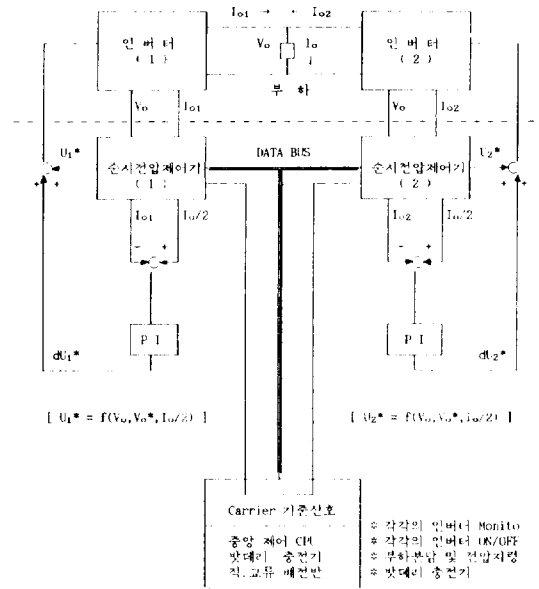 Io1 → ← Io2
인 버 터
( 1 )
Vo
Io
부 하
인 버 터
( 2 )
Vo
Io1
Vo
Io2
U1*
순시전압제어기
( 1 )
DATA BUS
순시전압제어기
( 2 )
U2*
+
+
+
+
Io1
Io/2
Io2
Io/2
-
+
-
+
P I
P I
dU1*
dU2*
[ U1* = f(Vo,Vo*,Io/2) ]
[ U2* = f(Vo,Vo*,Io/2) ]
Carrier 기준신호
중앙 제어 CPU
밧데리 충전기
직.교류 배전반
* 각각의 인버터 Monito
* 각각의 인버터 ON/OFF
* 부하분담 및 전압지령
* 밧데리 충전기